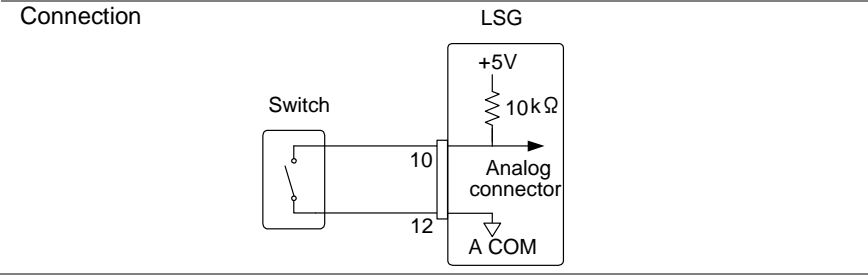 Connection
LSG
+5V
10kΩ
Switch
10
Analog
connector
12
A COM